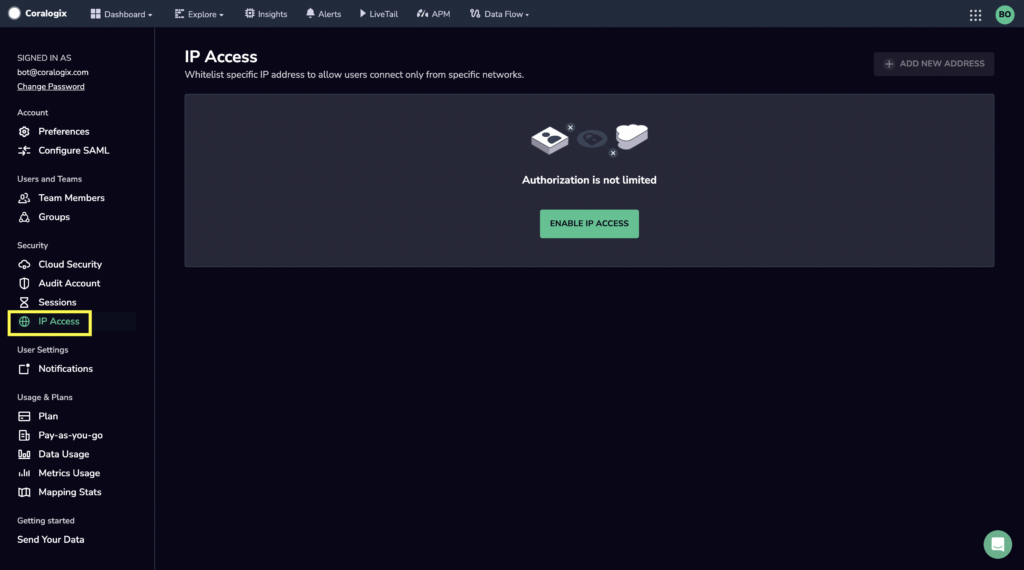 Coralogix Dashboard Explore Insights Alerts LiveTail APM Data Flow BO
SIGNED IN AS
bot@coralogix.com
Change Password
Account
Preferences
Configure SAML
Users and Teams
Team Members
Groups
Security
Cloud Security
Audit Account
Sessions
IP Access
User Settings
Notifications
Usage & Plans
Plan
Pay-as-you-go
Data Usage
Metrics Usage
Mapping Stats
Getting started
Send Your Data
IP Access
Whitelist specific IP address to allow users connect only from specific networks.
ADD NEW ADDRESS
Authorization is not limited
ENABLE IP ACCESS